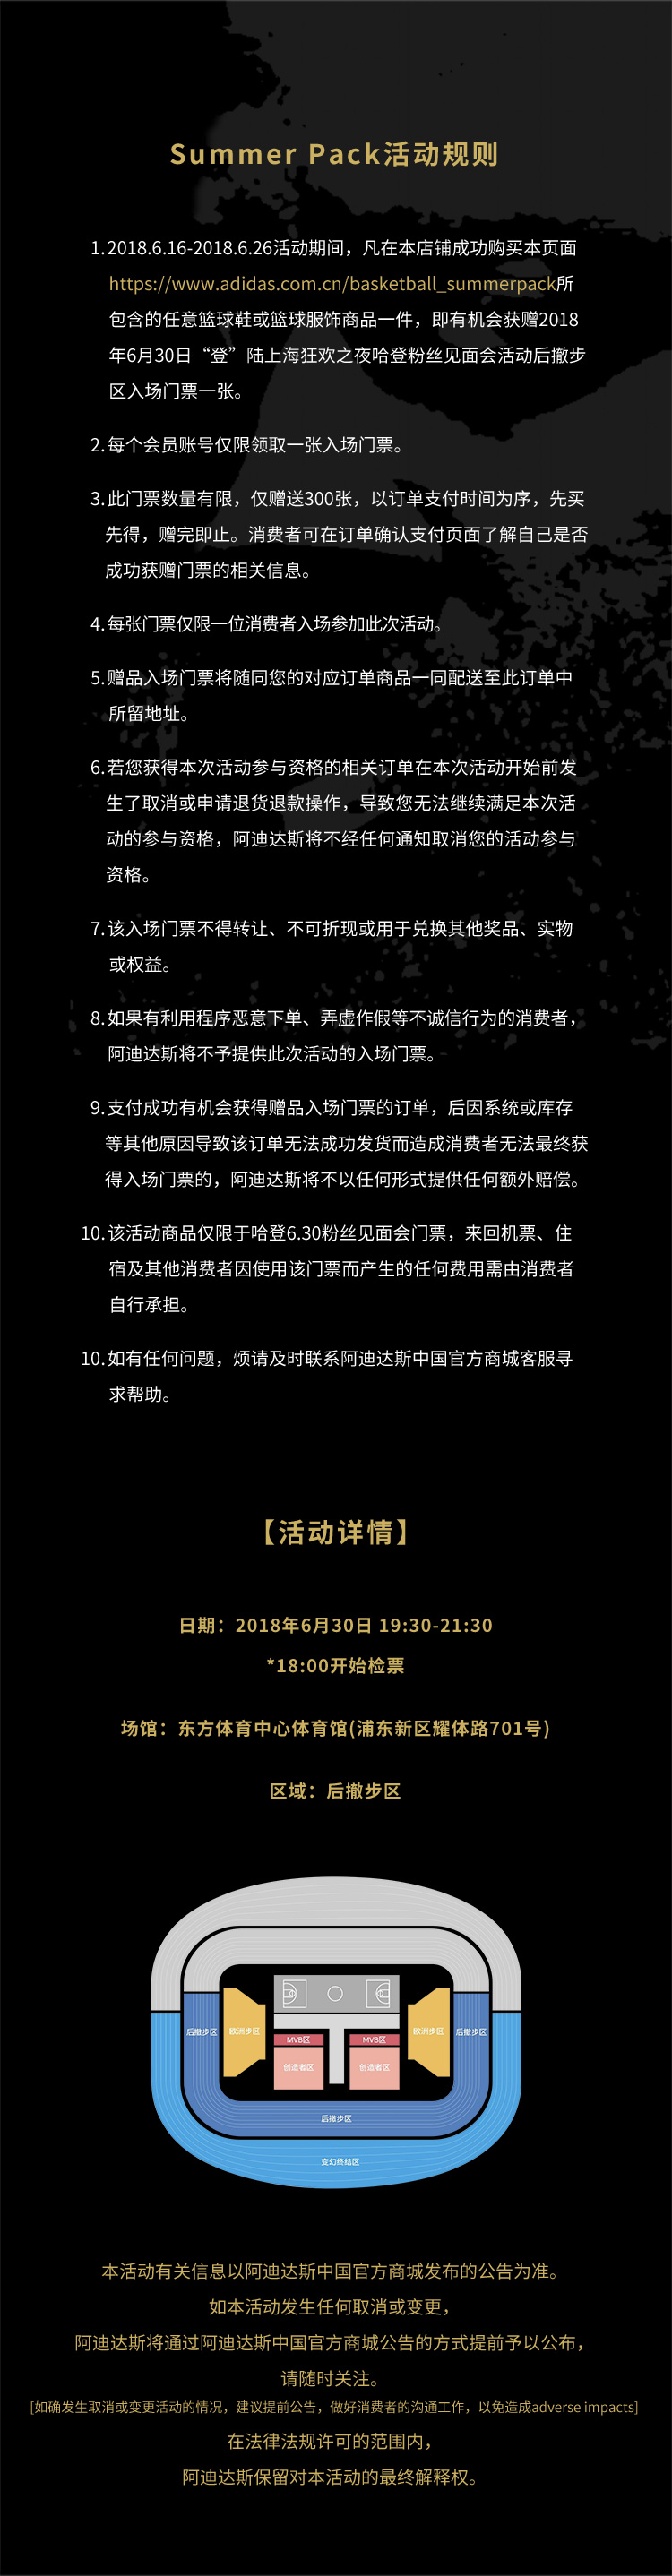 Summer Pack活动规则
1.2018.6.16-2018.6.26活动期间，凡在本店铺成功购买本页面
https://www.adidas.com.cn/basketball_summerpack所
包含的任意篮球鞋或篮球服饰商品一件，即有机会获赠2018
年6月30日“登”陆上海狂欢之夜哈登粉丝见面会活动后撤步
区入场门票一张。
2.每个会员账号仅限领取一张入场门票。
3.此门票数量有限，仅赠送300张，以订单支付时间为序，先买
先得，赠完即止。消费者可在订单确认支付页面了解自己是否
成功获赠门票的相关信息。
4.每张门票仅限一位消费者入场参加此次活动。
5.赠品入场门票将随同您的对应订单商品一同配送至此订单中
所留地址。
6.若您获得本次活动参与资格的相关订单在本次活动开始前发
生了取消或申请退货退款操作，导致您无法继续满足本次活
动的参与资格，阿迪达斯将不经任何通知取消您的活动参与
资格。
7.该入场门票不得转让、不可折现或用于兑换其他奖品、实物
或权益。
8.如果有利用程序恶意下单、弄虚作假等不诚信行为的消费者，
阿迪达斯将不予提供此次活动的入场门票。
9.支付成功有机会获得赠品入场门票的订单，后因系统或库存
等其他原因导致该订单无法成功发货而造成消费者无法最终获
得入场门票的，阿迪达斯将不以任何形式提供任何额外赔偿。
10.该活动商品仅限于哈登6.30粉丝见面会门票，来回机票、住
宿及其他消费者因使用该门票而产生的任何费用需由消费者
自行承担。
10.如有任何问题，烦请及时联系阿迪达斯中国官方商城客服寻
求帮助。
【活动详情】
日期：2018年6月30日 19:30-21:30
*18:00开始检票
场馆：东方体育中心体育馆(浦东新区耀体路701号)
区域：后撤步区
后撤步区
欧洲步区
MVB区
MVB区
欧洲步区
后撤步区
创造者区
创造者区
后撤步区
变幻终结区
本活动有关信息以阿迪达斯中国官方商城发布的公告为准。
如本活动发生任何取消或变更，
阿迪达斯将通过阿迪达斯中国官方商城公告的方式提前予以公布，
请随时关注。
[如确发生取消或变更活动的情况，建议提前公告，做好消费者的沟通工作，以免造成adverse impacts]
在法律法规许可的范围内，
阿迪达斯保留对本活动的最终解释权。